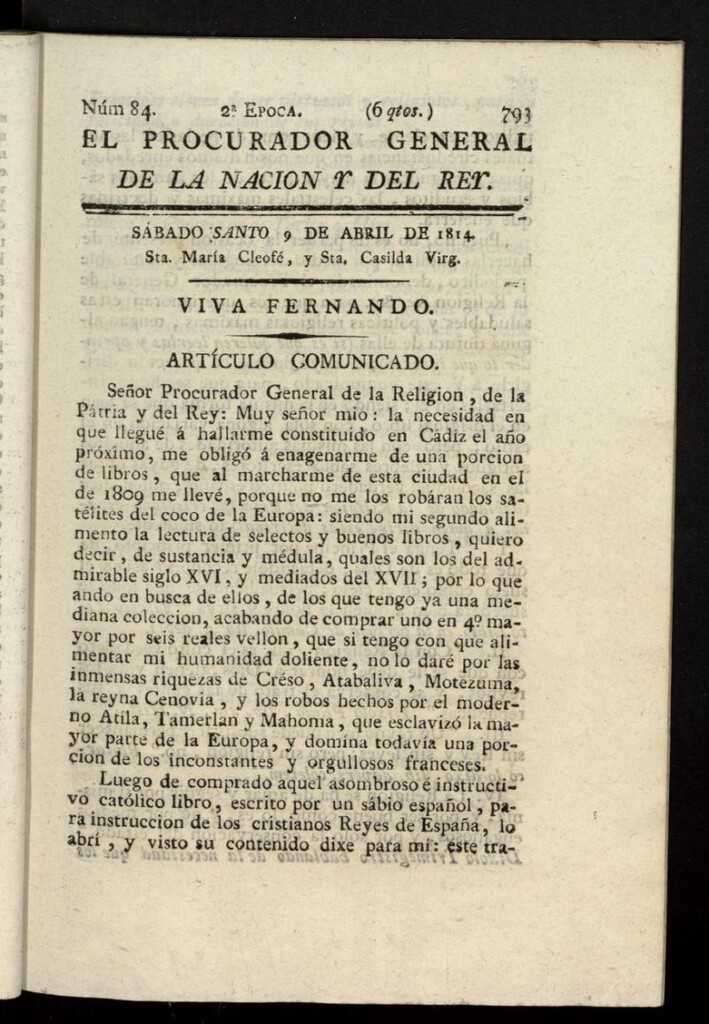 Núm 84. 2ª EPOCA. (6 qtos.) 793
EL PROCURADOR GENERAL
DE LA NACION Y DEL REY.
SÁBADO SANTO 9 DE ABRIL DE 1814.
Sta. María Cleofé, y Sta. Casilda Virg.
VIVA FERNANDO.
ARTÍCULO COMUNICADO.
Señor Procurador General de la Religion, de la
Pátria y del Rey: Muy señor mio: la necesidad en
que llegué á hallarme constituido en Cádiz el año
próximo, me obligó á enagenarme de una porcion
de libros, que al marcharme de esta ciudad en el
de 1809 me llevé, porque no me los robáran los sa-
télites del coco de la Europa: siendo mi segundo ali-
mento la lectura de selectos y buenos libros, quiero
decir, de sustancia y médula, quales son los del ad-
mirable siglo XVI, y mediados del XVII; por lo que
ando en busca de ellos, de los que tengo ya una me-
diana coleccion, acabando de comprar uno en 4º ma-
yor por seis reales vellon, que si tengo con que ali-
mentar mi humanidad doliente, no lo daré por las
inmensas riquezas de Créso, Atabaliva, Motezuma,
la reyna Cenovia, y los robos hechos por el moder-
no Atila, Tamerlan y Mahoma, que esclavizó la ma-
yor parte de la Europa, y domína todavía una por-
cion de los inconstantes y orgullosos franceses.
Luego de comprado aquel asombroso é instructi-
vo católico libro, escrito por un sábio español, pa-
ra instruccion de los cristianos Reyes de España, lo
abrí, y visto su contenido dixe para mí: este tra-